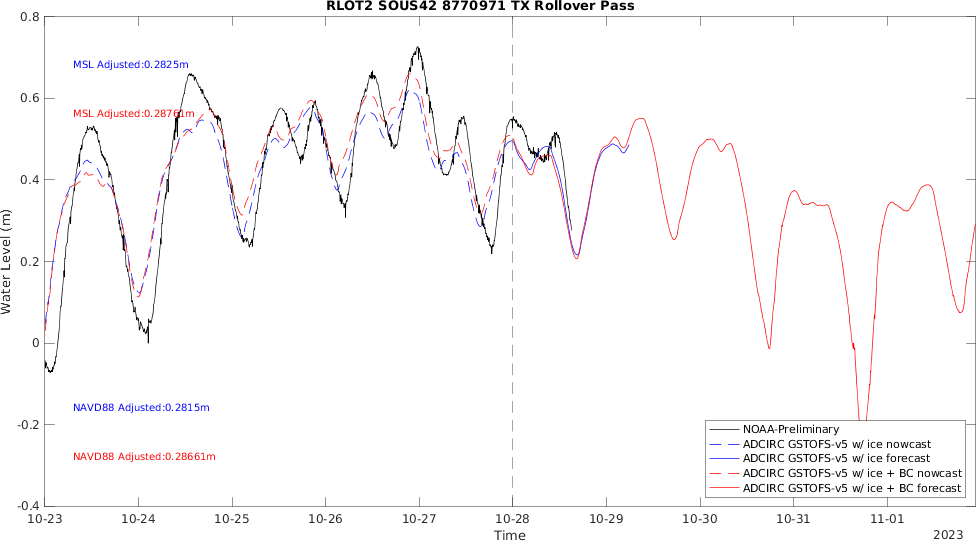 RLOT2 SOUS42 8770971 TX Rollover Pass
0.8
0.6
0.4
0.2
0
-0.2
-0.4
Water Level (m)
MSL Adjusted:0.2825m
MSL Adjusted:0.28761m
NAVD88 Adjusted:0.2815m
NAVD88 Adjusted:0.28661m
NOAA-Preliminary
ADCIRC GSTOFS-v5 w/ ice nowcast
ADCIRC GSTOFS-v5 w/ ice forecast
ADCIRC GSTOFS-v5 w/ ice + BC nowcast
ADCIRC GSTOFS-v5 w/ ice + BC forecast
10-23 10-24 10-25 10-26 10-27 10-28 10-29 10-30 10-31 11-01
Time
2023